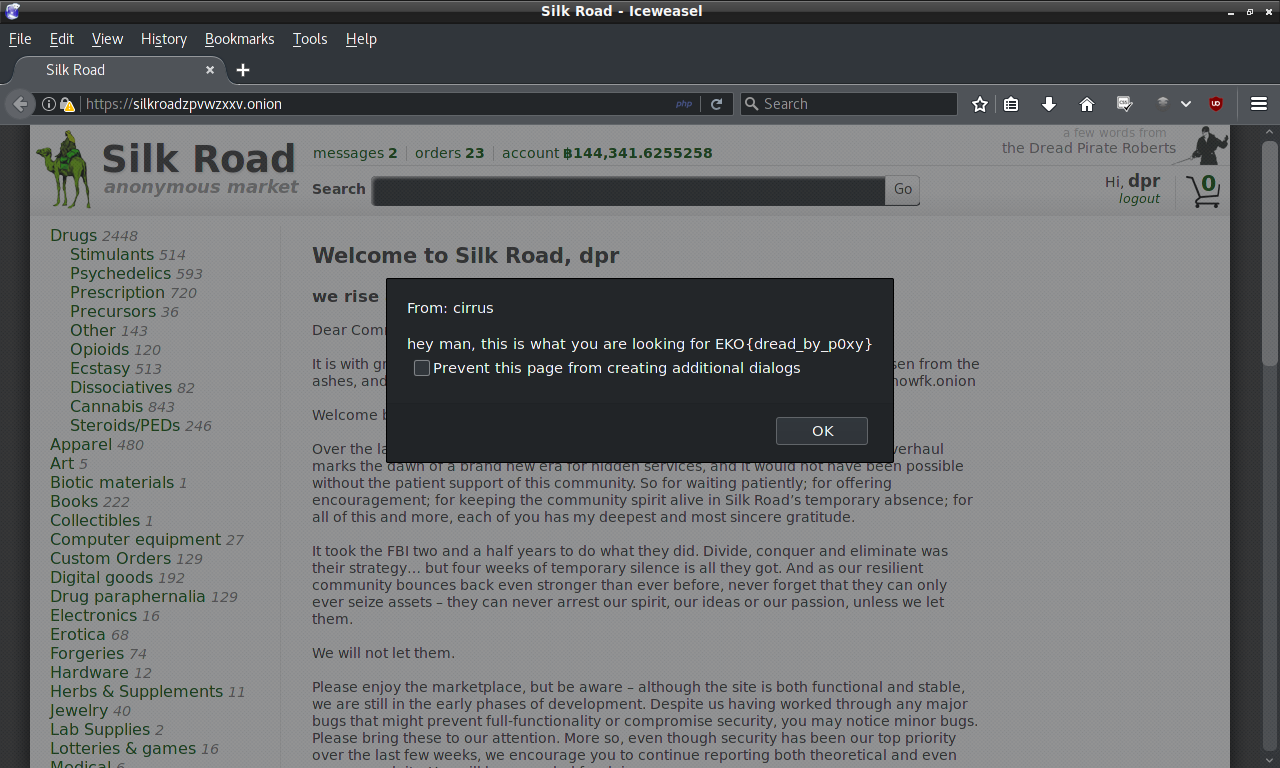 Silk Road - Iceweasel
File Edit View History Bookmarks Tools Help
Silk Road
https://silkroadzpvwzxxv.onion
php
Search
Silk Road
anonymous market
messages 2 orders 23 account ฿144,341.6255258
a few words from
the Dread Pirate Roberts
Search
Go
Hi, dpr
logout
0
Drugs 2448
Stimulants 514
Psychedelics 593
Prescription 720
Precursors 36
Other 143
Opioids 120
Ecstasy 513
Dissociatives 82
Cannabis 843
Steroids/PEDs 246
Apparel 480
Art 5
Biotic materials 1
Books 222
Collectibles 1
Computer equipment 27
Custom Orders 129
Digital goods 192
Drug paraphernalia 129
Electronics 16
Erotica 68
Forgeries 74
Hardware 12
Herbs & Supplements 11
Jewelry 40
Lab Supplies 2
Lotteries & games 16
Medical 6
Welcome to Silk Road, dpr
we rise
Dear
It is with from the
ashes, and
Welcome
Over the
marks the dawn of a brand new era for hidden services, and it would not have been possible
without the patient support of this community. So for waiting patiently; for offering
encouragement; for keeping the community spirit alive in Silk Road’s temporary absence; for
all of this and more, each of you has my deepest and most sincere gratitude.
It took the FBI two and a half years to do what they did. Divide, conquer and eliminate was
their strategy… but four weeks of temporary silence is all they got. And as our resilient
community bounces back even stronger than ever before, never forget that they can only
ever seize assets – they can never arrest our spirit, our ideas or our passion, unless we let
them.
We will not let them.
Please enjoy the marketplace, but be aware – although the site is both functional and stable,
we are still in the early phases of development. Despite us having worked through any major
bugs that might prevent full-functionality or compromise security, you may notice minor bugs.
Please bring these to our attention. More so, even though security has been our top priority
over the last few weeks, we encourage you to continue reporting both theoretical and even
From: cirrus
hey man, this is what you are looking for EKO{dread_by_p0xy}
Prevent this page from creating additional dialogs
OK